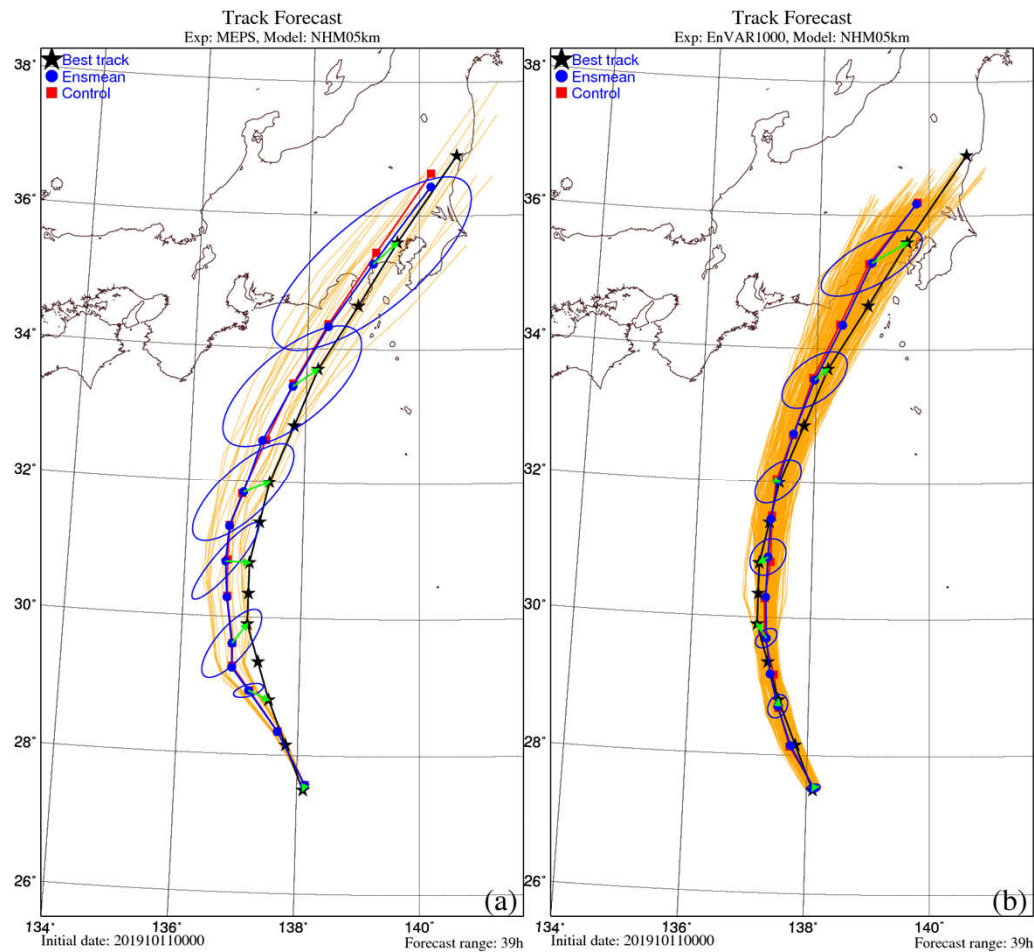 Track Forecast
Exp: MEPS, Model: NHM05km
Best track
Ensmean
Control
38°
36°
34°
32°
30°
28°
26°
134°
136°
138°
140°
(a)
Initial date: 201910110000
Forecast range: 39h
Track Forecast
Exp: EnVAR1000, Model: NHM05km
Best track
Ensmean
Control
38°
36°
34°
32°
30°
28°
26°
134°
136°
138°
140°
(b)
Initial date: 201910110000
Forecast range: 39h